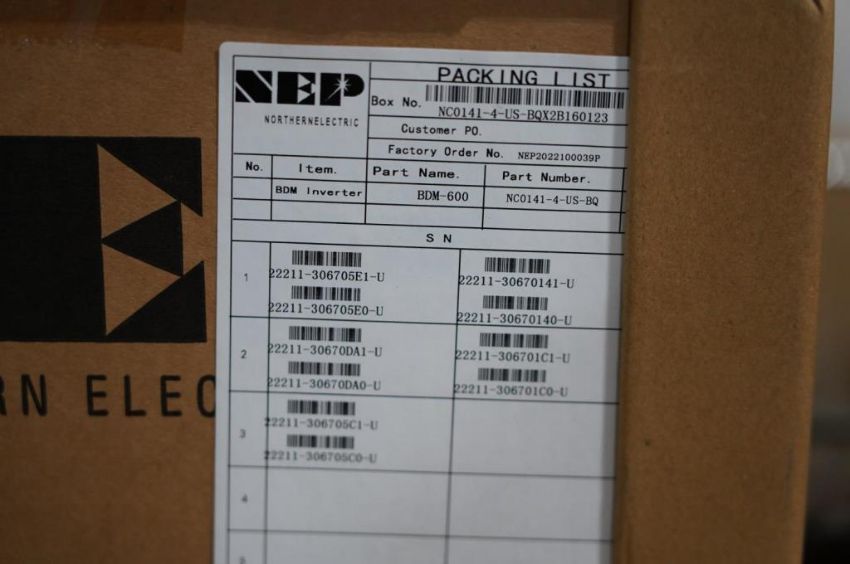 NEP
NORTHERNELECTRIC
PACKING LIST
Box No.
NC0141-4-US-BQX2B160123
Customer PO.
Factory Order No. NEP2022100039P
No. Item. Part Name. Part Number.
BDM Inverter BDM-600 NC0141-4-US-BQ
SN
1 22211-306705E1-U 22211-30670141-U
22211-306705E0-U 22211-30670140-U
2 22211-30670DA1-U 22211-306701C1-U
22211-30670DA0-U 22211-306701C0-U
3 22211-306705C1-U
22211-306705C0-U
4
RN ELEC